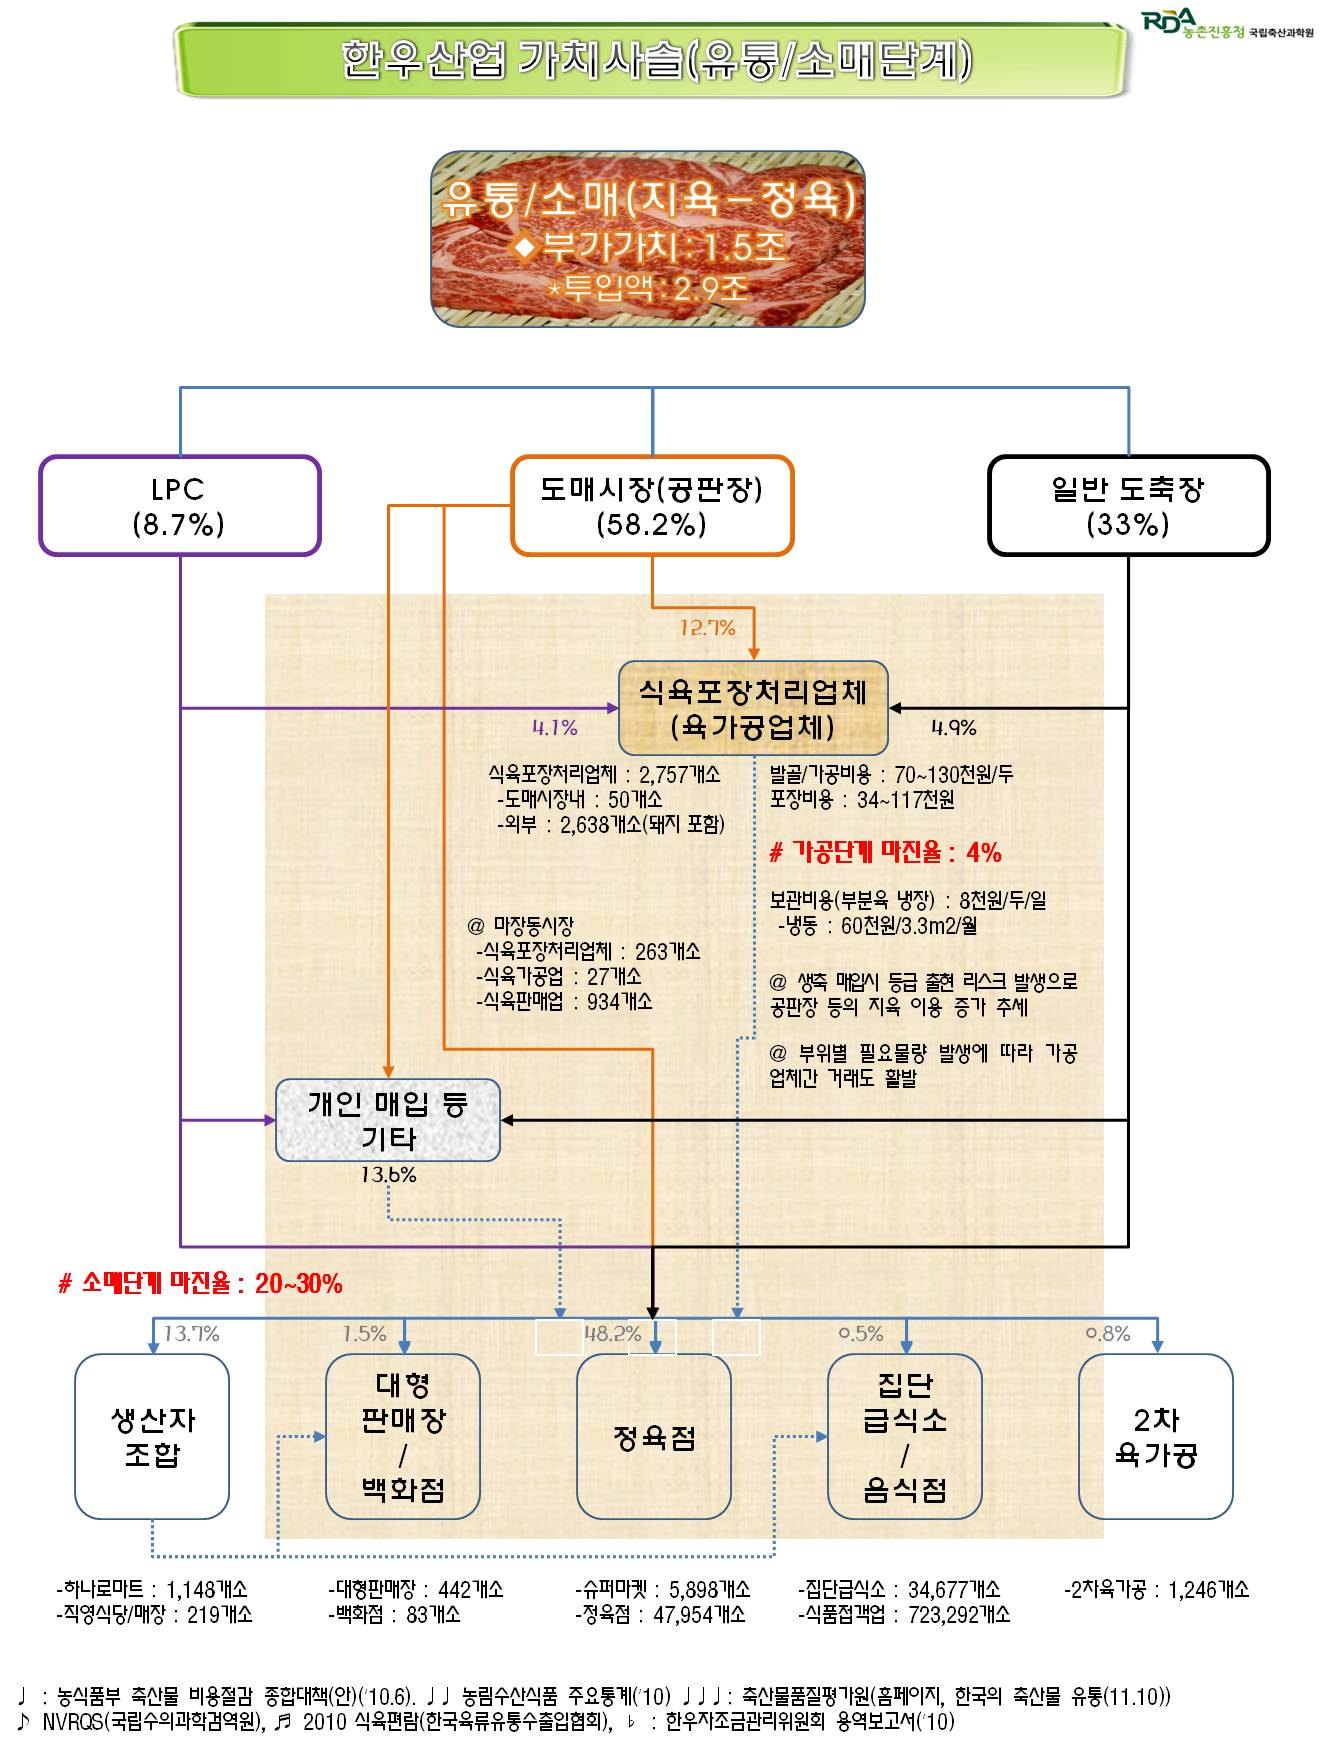 RDA 농촌진흥청 국립축산과학원
한우산업 가치사슬(유통/소매단계)
유통/소매(지육-정육)
◆부가가치:1.5조
*투입액:2.9조
LPC
(8.7%)
도매시장(공판장)
(58.2%)
일반 도축장
(33%)
12.7%
식육포장처리업체
(육가공업체)
4.1%
4.9%
식육포장처리업체 : 2,757개소
-도매시장내 : 50개소
-외부 : 2,638개소(돼지 포함)
발골/가공비용 : 70~130천원/두
포장비용 : 34~117천원
# 가공단계 마진율 : 4%
보관비용(부분육 냉장) : 8천원/두/일
-냉동 : 60천원/3.3m2/월
@ 마장동시장
-식육포장처리업체 : 263개소
-식육가공업 : 27개소
-식육판매업 : 934개소
@ 생축 매입시 등급 출현 리스크 발생으로
공판장 등의 지육 이용 증가 추세
@ 부위별 필요물량 발생에 따라 가공
업체간 거래도 활발
개인 매입 등
기타
13.6%
# 소매단계 마진율 : 20~30%
13.7%
1.5%
48.2%
0.5%
0.8%
생산자
조합
대형
판매장
/
백화점
정육점
집단
급식소
/
음식점
2차
육가공
-하나로마트 : 1,148개소
-직영식당/매장 : 219개소
-대형판매장 : 442개소
-백화점 : 83개소
-슈퍼마켓 : 5,898개소
-정육점 : 47,954개소
-집단급식소 : 34,677개소
-식품접객업 : 723,292개소
-2차육가공 : 1,246개소
♩ : 농식품부 축산물 비용절감 종합대책(안)('10.6). ♩♩ 농림수산식품 주요통계('10) ♩♩♩: 축산물품질평가원(홈페이지, 한국의 축산물 유통(11.10))
♪ NVRQS(국립수의과학검역원), ♬ 2010 식육편람(한국육류유통수출입협회), ♭ : 한우자조금관리위원회 용역보고서('10)